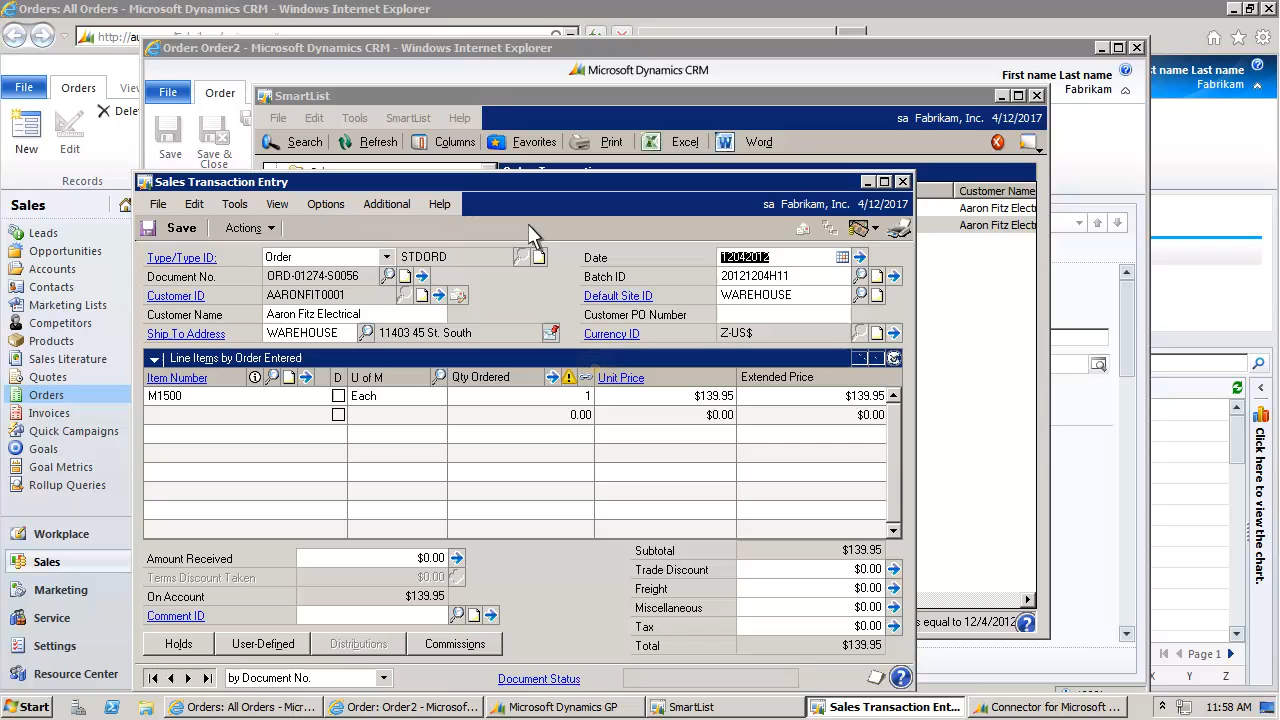 Orders: All Orders - Microsoft Dynamics CRM - Windows Internet Explorer
http://au
Order: Order2 - Microsoft Dynamics CRM - Windows Internet Explorer
Microsoft Dynamics CRM
First name Last name
Fabrikam
st name Last name
Fabrikam
File Orders
File Order
New Edit Dele
Records
Save Save & Close
SmartList
File Edit Tools SmartList Help
sa Fabrikam, Inc. 4/12/2017
Search Refresh Columns Favorites Print Excel Word
Customer Name
Aaron Fitz Electri
Aaron Fitz Electri
Sales
Leads
Opportunities
Accounts
Contacts
Marketing Lists
Competitors
Products
Sales Literature
Quotes
Orders
Invoices
Quick Campaigns
Goals
Goal Metrics
Rollup Queries
Workplace
Sales
Marketing
Service
Settings
Resource Center
Sales Transaction Entry
File Edit Tools View Options Additional Help
sa Fabrikam, Inc. 4/12/2017
Save Actions
Type/Type ID: Order STDORD
Document No. ORD-01274-S0056
Customer ID AARONFIT0001
Customer Name Aaron Fitz Electrical
Ship To Address WAREHOUSE 11403 45 St. South
Date 12042012
Batch ID 20121204H11
Default Site ID WAREHOUSE
Customer PO Number
Currency ID Z-US$
Line Items by Order Entered
Item Number D U of M Qty Ordered Unit Price Extended Price
M1500 Each 1 $139.95 $139.95
0.00 $0.00 $0.00
Amount Received $0.00
Terms Discount Taken $0.00
On Account $139.95
Comment ID
Subtotal $139.95
Trade Discount $0.00
Freight $0.00
Miscellaneous $0.00
Tax $0.00
Total $139.95
Holds User-Defined Distributions Commissions
by Document No. Document Status
s equal to 12/4/2012
Click here to view the chart.
Page 1
X Y Z
Start Orders: All Orders - Micr... Order: Order2 - Microsoft... Microsoft Dynamics GP SmartList Sales Transaction Ent... Connector for Microsoft ... 11:58 AM